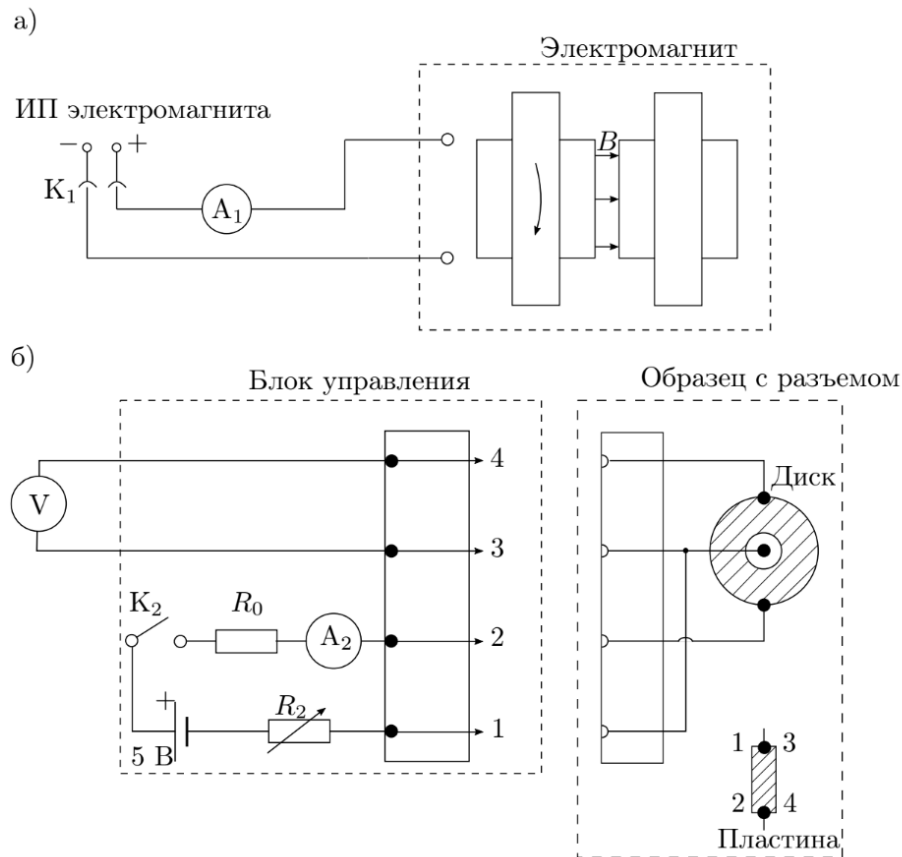 а)
Электромагнит
ИП электромагнита
− +
B
K₁
A₁
б)
Блок управления
Образец с разъемом
4
Диск
V
3
K₂
R₀
A₂
2
+
R₂
1
5 В
1 3
2 4
Пластина